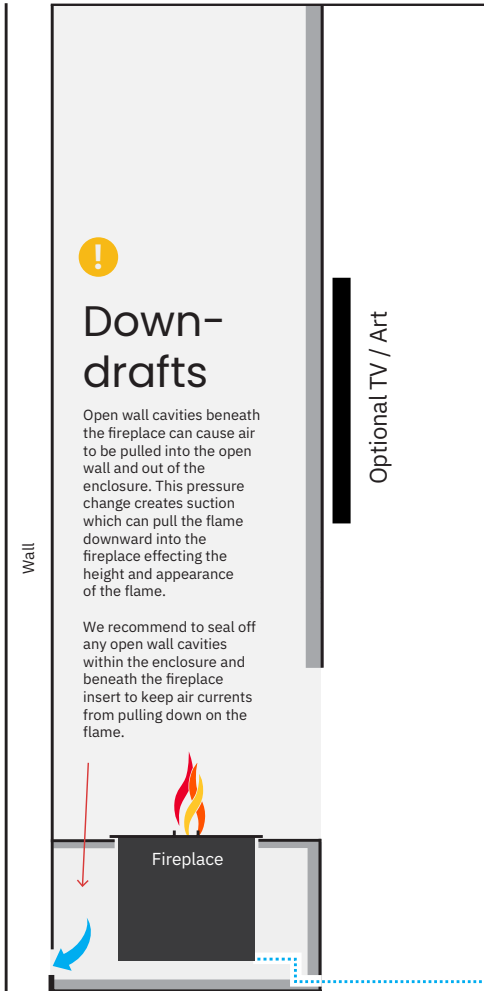 !
Down-
drafts
Open wall cavities beneath
the fireplace can cause air
to be pulled into the open
wall and out of the
enclosure. This pressure
change creates suction
which can pull the flame
downward into the
fireplace effecting the
height and appearance
of the flame.
We recommend to seal off
any open wall cavities
within the enclosure and
beneath the fireplace
insert to keep air currents
from pulling down on the
flame.
Wall
Optional TV / Art
Fireplace